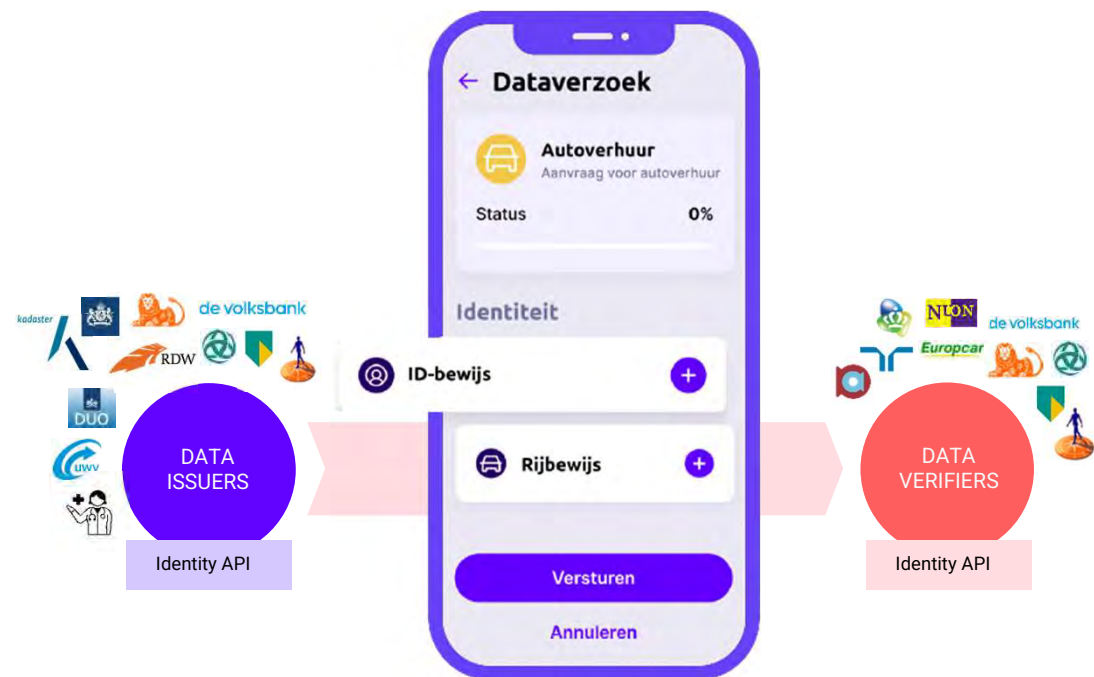 Dataverzoek
Autoverhuur
Aanvraag voor autoverhuur
Status 0%
Identiteit
ID-bewijs
Rijbewijs
Versturen
Annuleren
kadaster
de volksbank
RDW
DUO
uwv
DATA
ISSUERS
Identity API
NUON
de volksbank
Europcar
DATA
VERIFIERS
Identity API